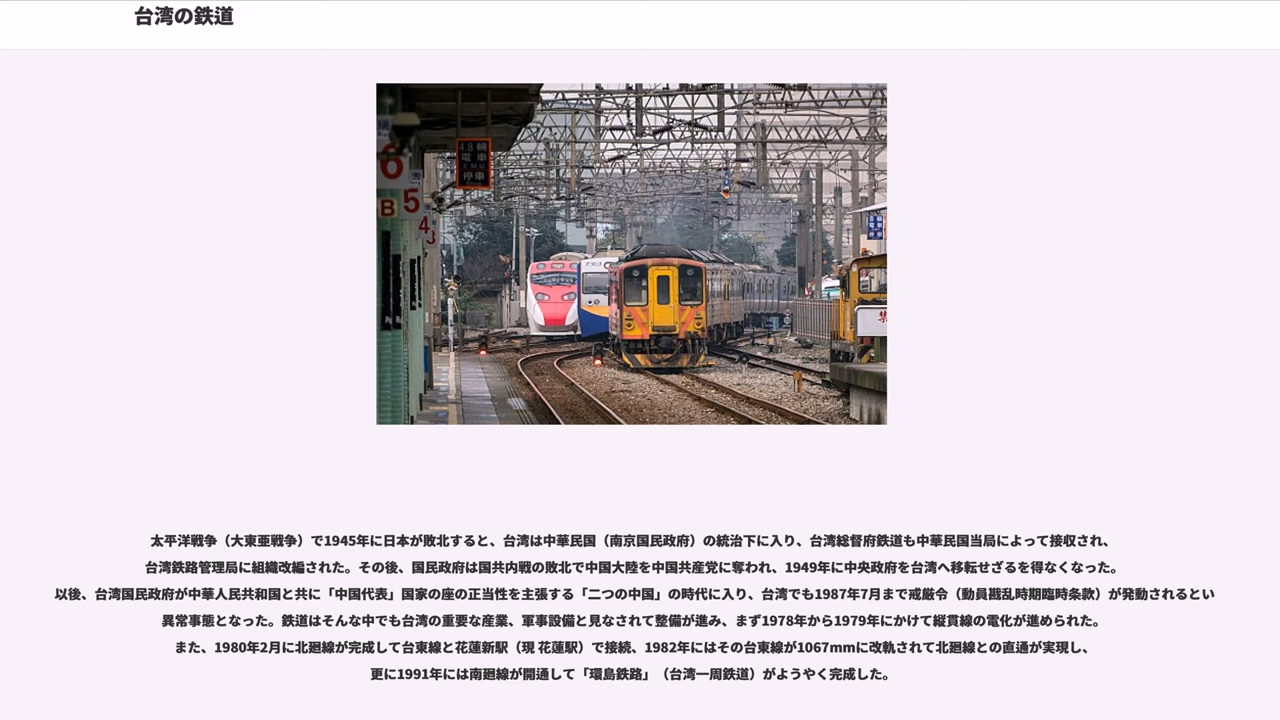 台湾の鉄道
6
5
B
4
3
48輛
電車
EMU
停車
太平洋戦争（大東亜戦争）で1945年に日本が敗北すると、台湾は中華民国（南京国民政府）の統治下に入り、台湾総督府鉄道も中華民国当局によって接収され、
台湾鉄路管理局に組織改編された。その後、国民政府は国共内戦の敗北で中国大陸を中国共産党に奪われ、1949年に中央政府を台湾へ移転せざるを得なくなった。
以後、台湾国民政府が中華人民共和国と共に「中国代表」国家の座の正当性を主張する「二つの中国」の時代に入り、台湾でも1987年7月まで戒厳令（動員戡乱時期臨時条款）が発動されるとい
異常事態となった。鉄道はそんな中でも台湾の重要な産業、軍事設備と見なされて整備が進み、まず1978年から1979年にかけて縦貫線の電化が進められた。
また、1980年2月に北廻線が完成して台東線と花蓮新駅（現 花蓮駅）で接続、1982年にはその台東線が1067mmに改軌されて北廻線との直通が実現し、
更に1991年には南廻線が開通して「環島鉄路」（台湾一周鉄道）がようやく完成した。